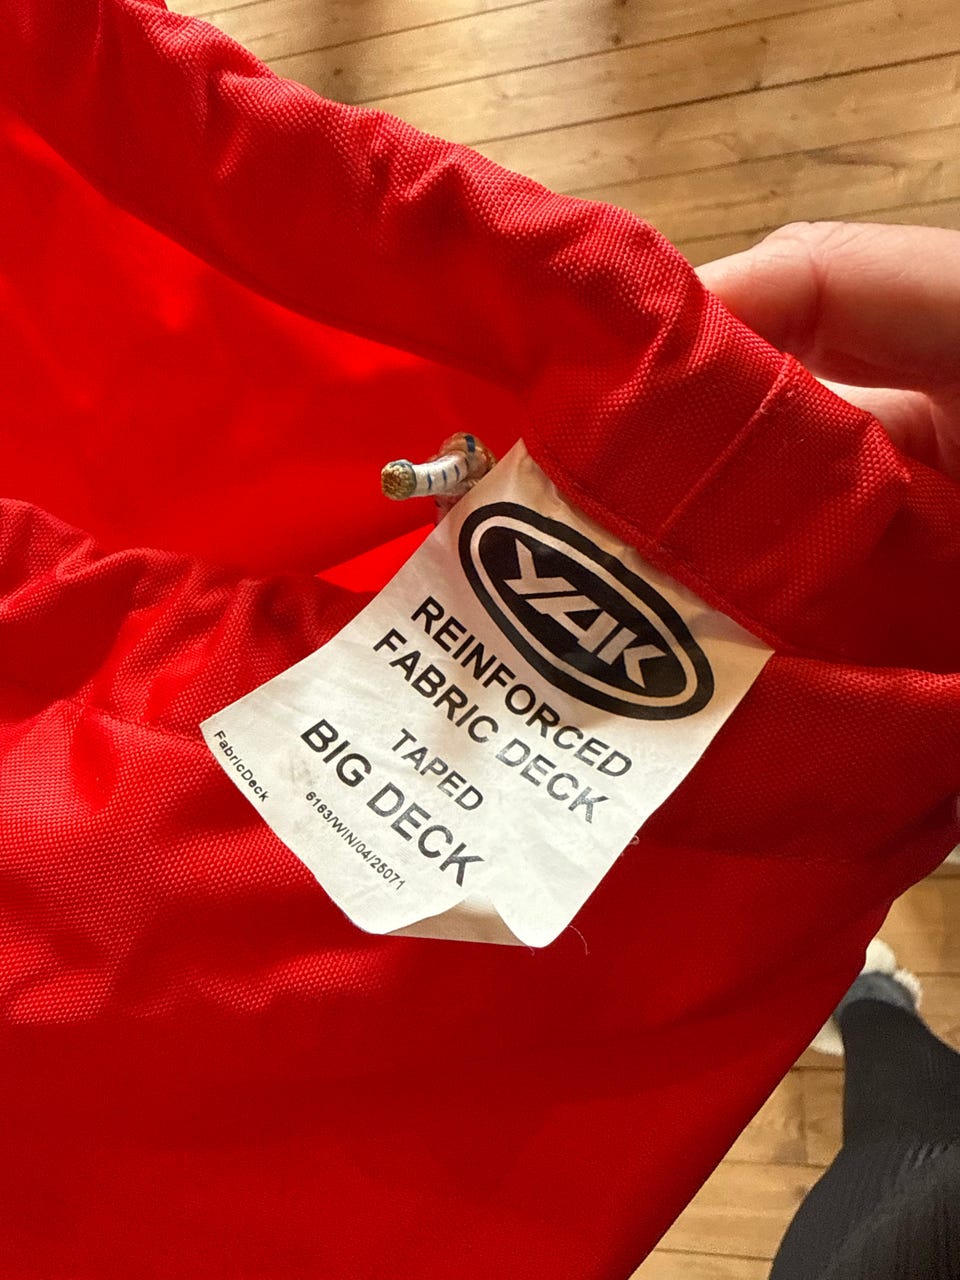 YAK
REINFORCED
FABRIC DECK
TAPED
BIG DECK
6163/WIN/04/25071
FabricDeck